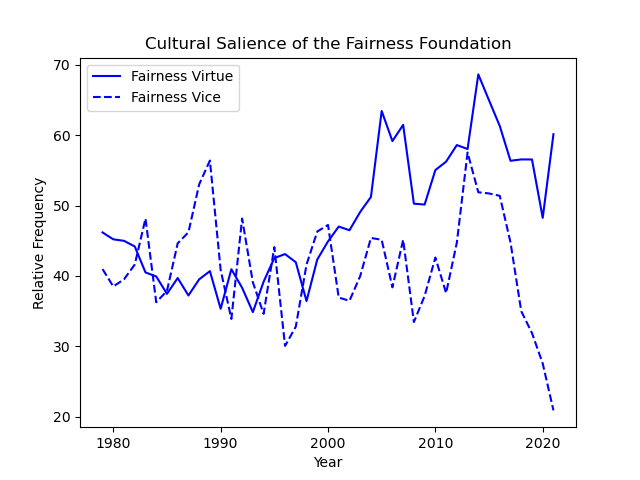 Cultural Salience of the Fairness Foundation
Fairness Virtue
Fairness Vice
70
60
50
40
30
20
Relative Frequency
1980 1990 2000 2010 2020
Year